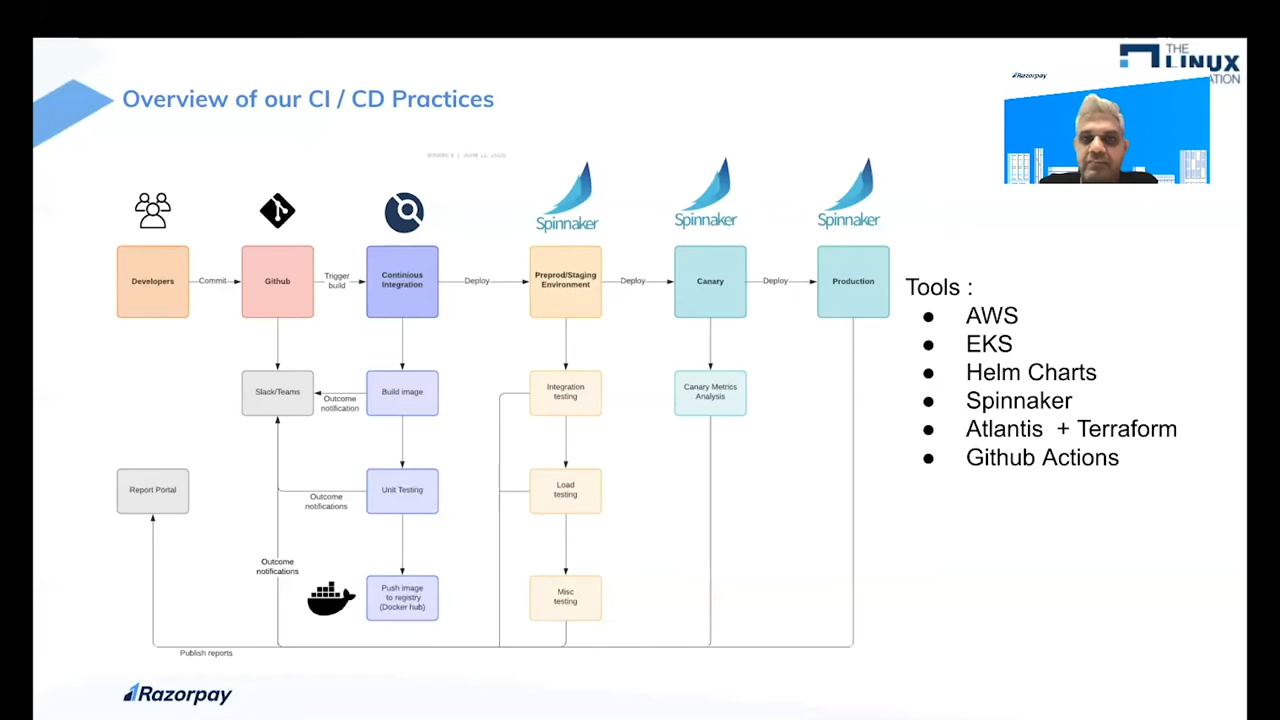 THE
LINUX
ATION
Razorpay
Overview of our CI / CD Practices
Spinnaker
Spinnaker
Spinnaker
Developers
Commit
Github
Trigger
build
Continious
Integration
Deploy
Preprod/Staging
Environment
Deploy
Canary
Deploy
Production
Tools :
● AWS
● EKS
● Helm Charts
● Spinnaker
● Atlantis + Terraform
● Github Actions
Slack/Teams
Outcome
notification
Build image
Integration
testing
Canary Metrics
Analysis
Report Portal
Outcome
notifications
Unit Testing
Load
testing
Outcome
notifications
Push image
to registry
(Docker hub)
Misc
testing
Publish reports
Razorpay